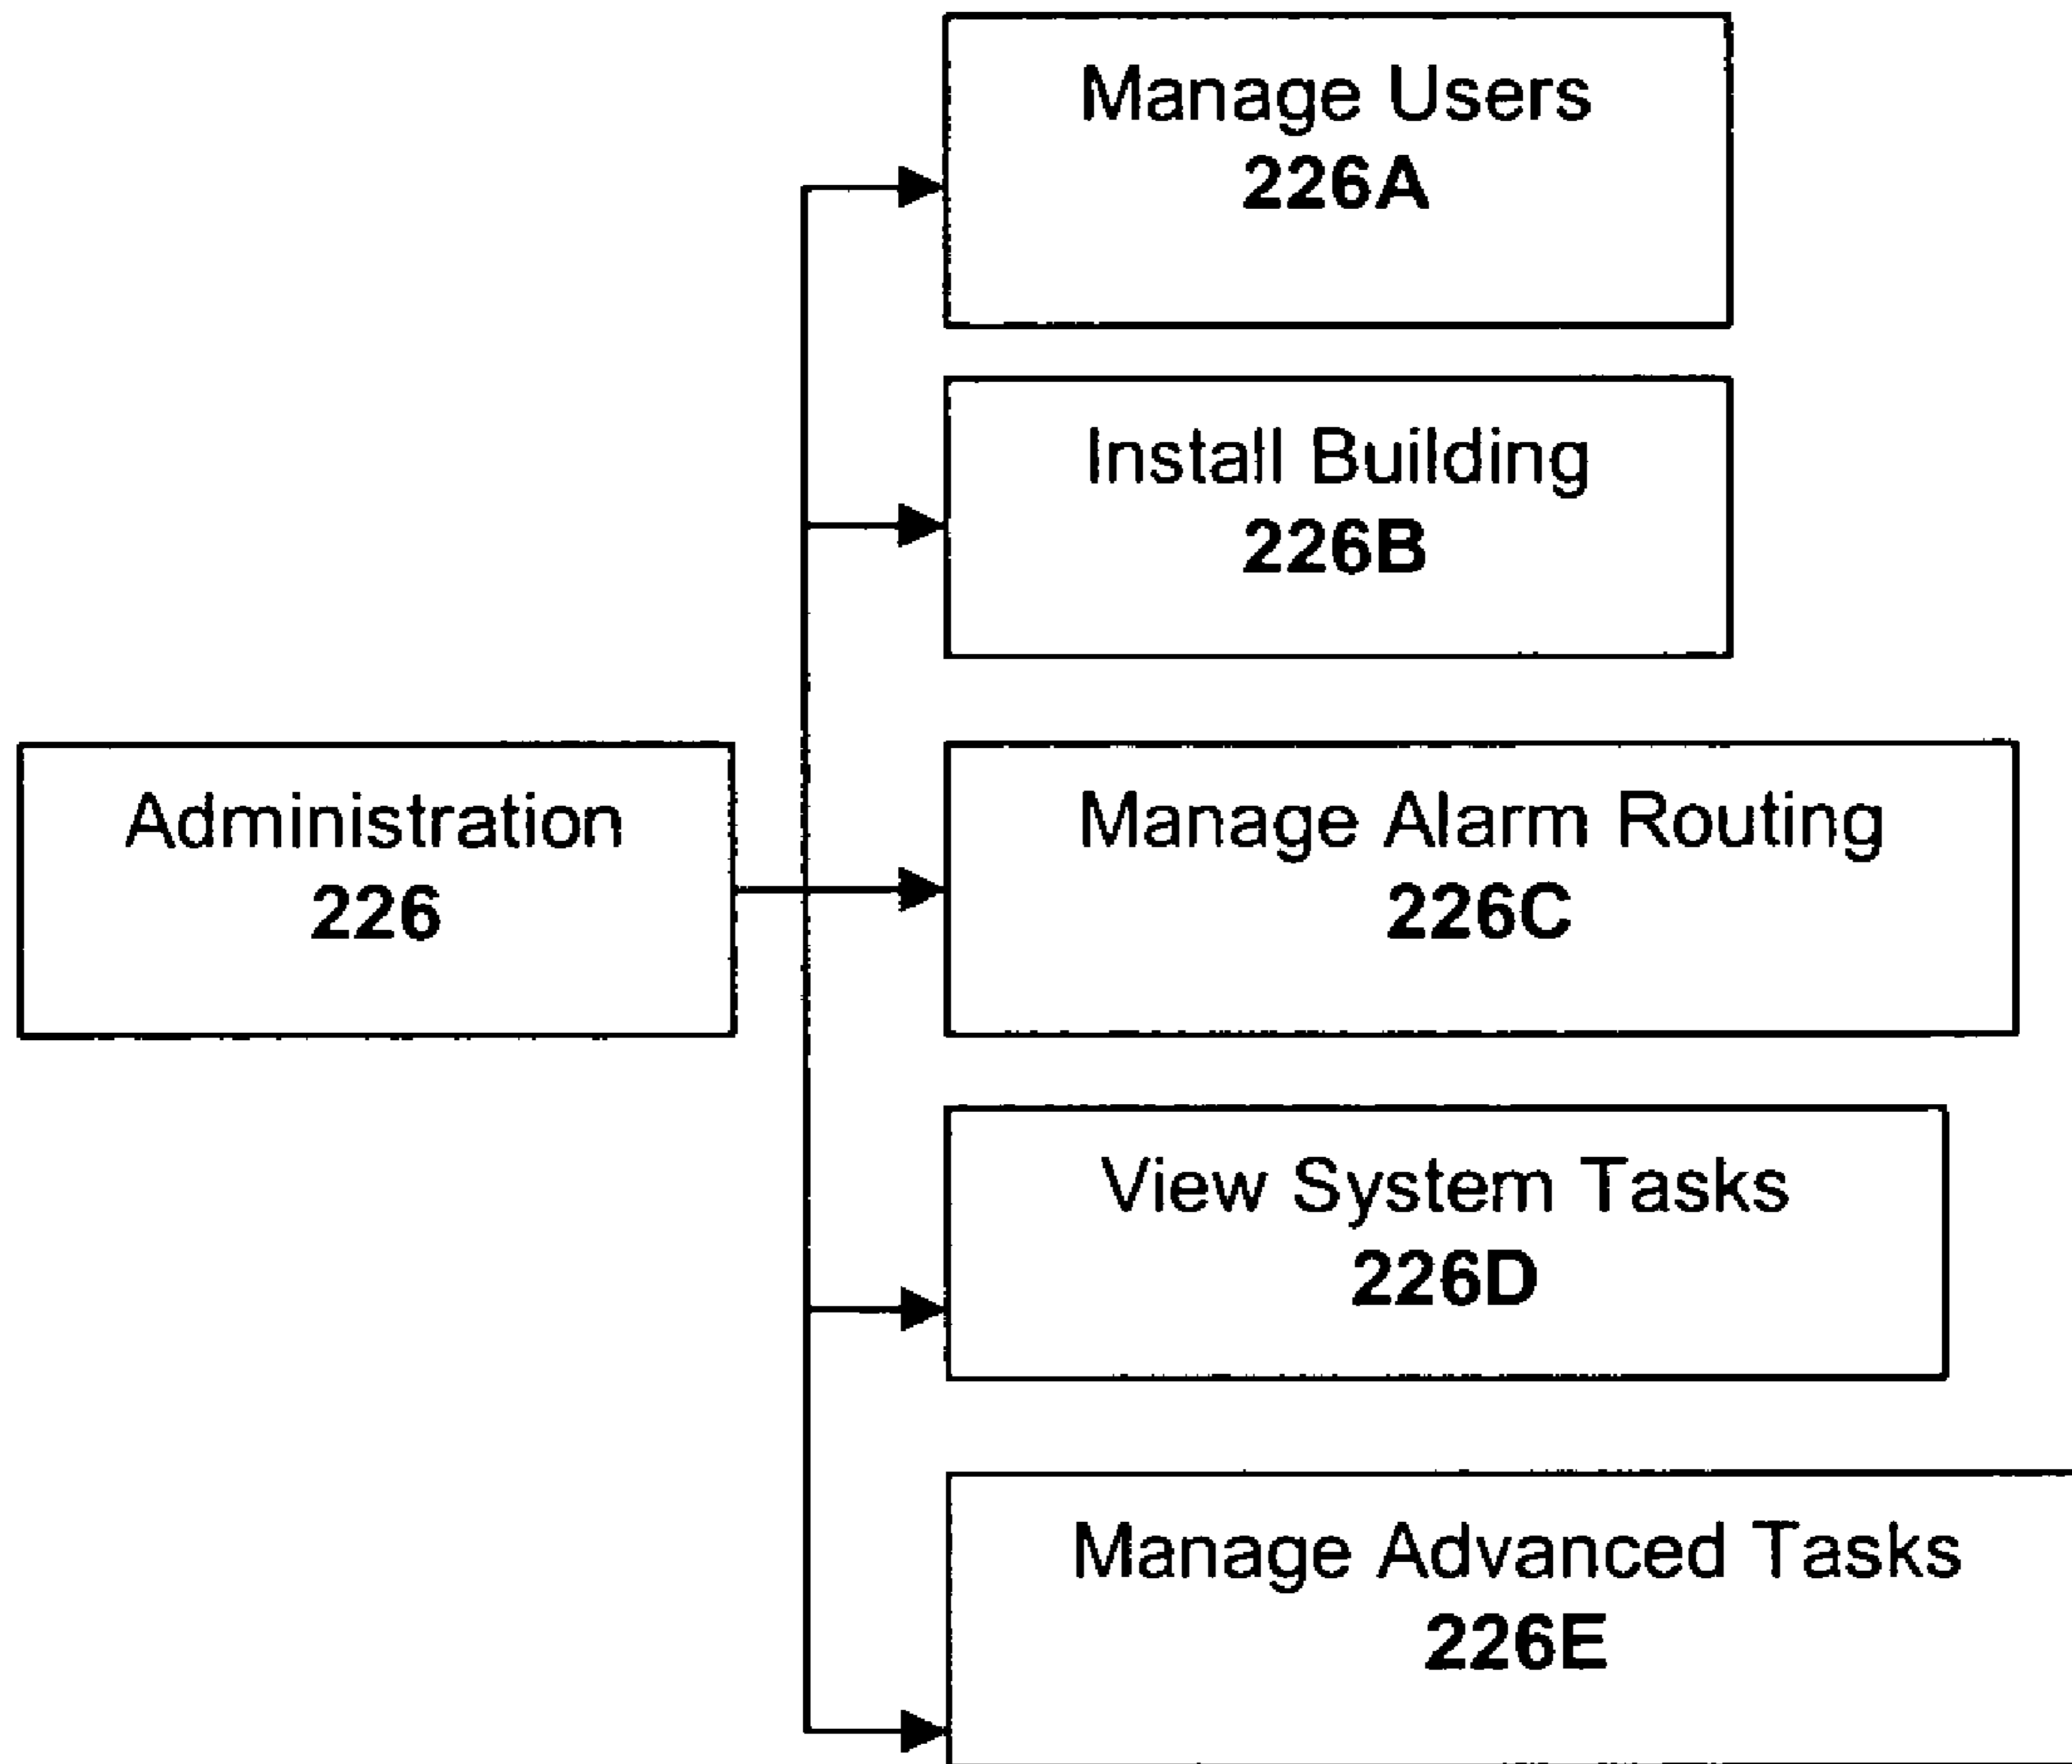 Manage Users
226A
Install Building
226B
Administration
226
Manage Alarm Routing
226C
View System Tasks
226D
Manage Advanced Tasks
226E